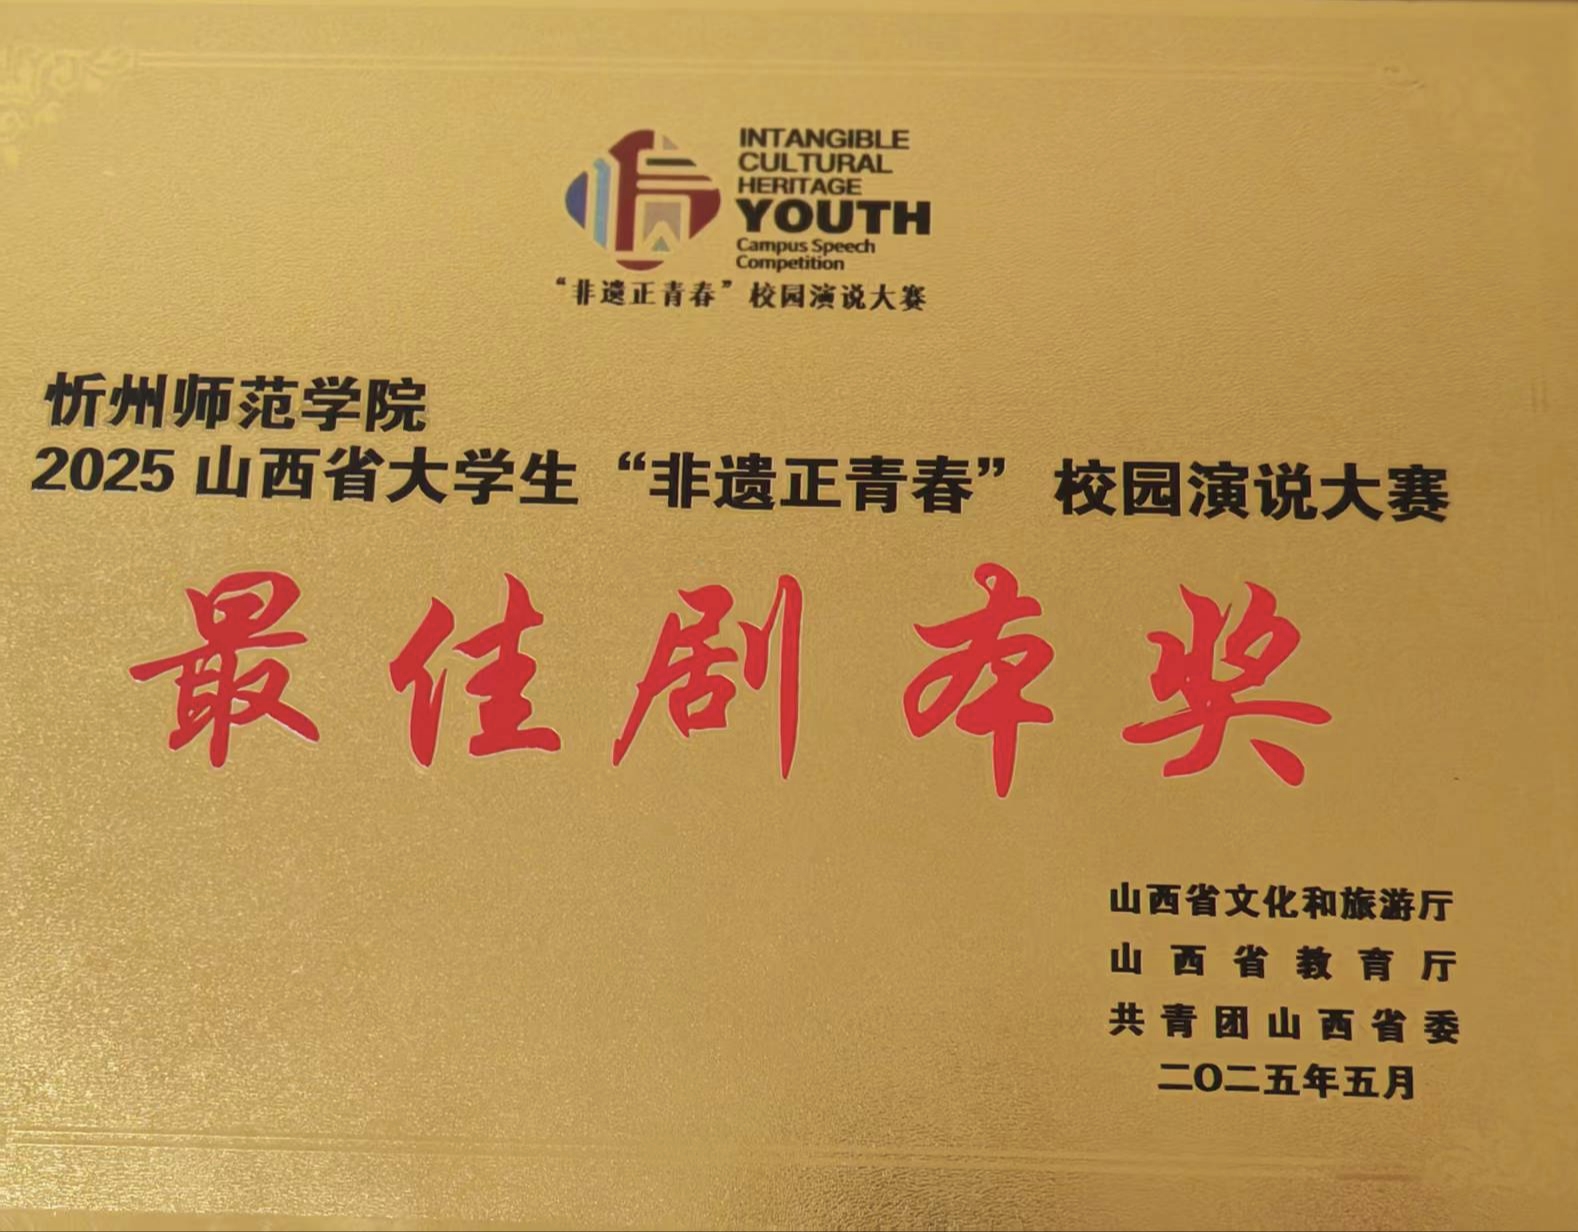 INTANGIBLE
CULTURAL
HERITAGE
YOUTH
Campus Speech
Competition
“非遗正青春”校园演说大赛
忻州师范学院
2025 山西省大学生“非遗正青春”校园演说大赛
最佳剧本奖
山西省文化和旅游厅
山西省教育厅
共青团山西省委
二〇二五年五月